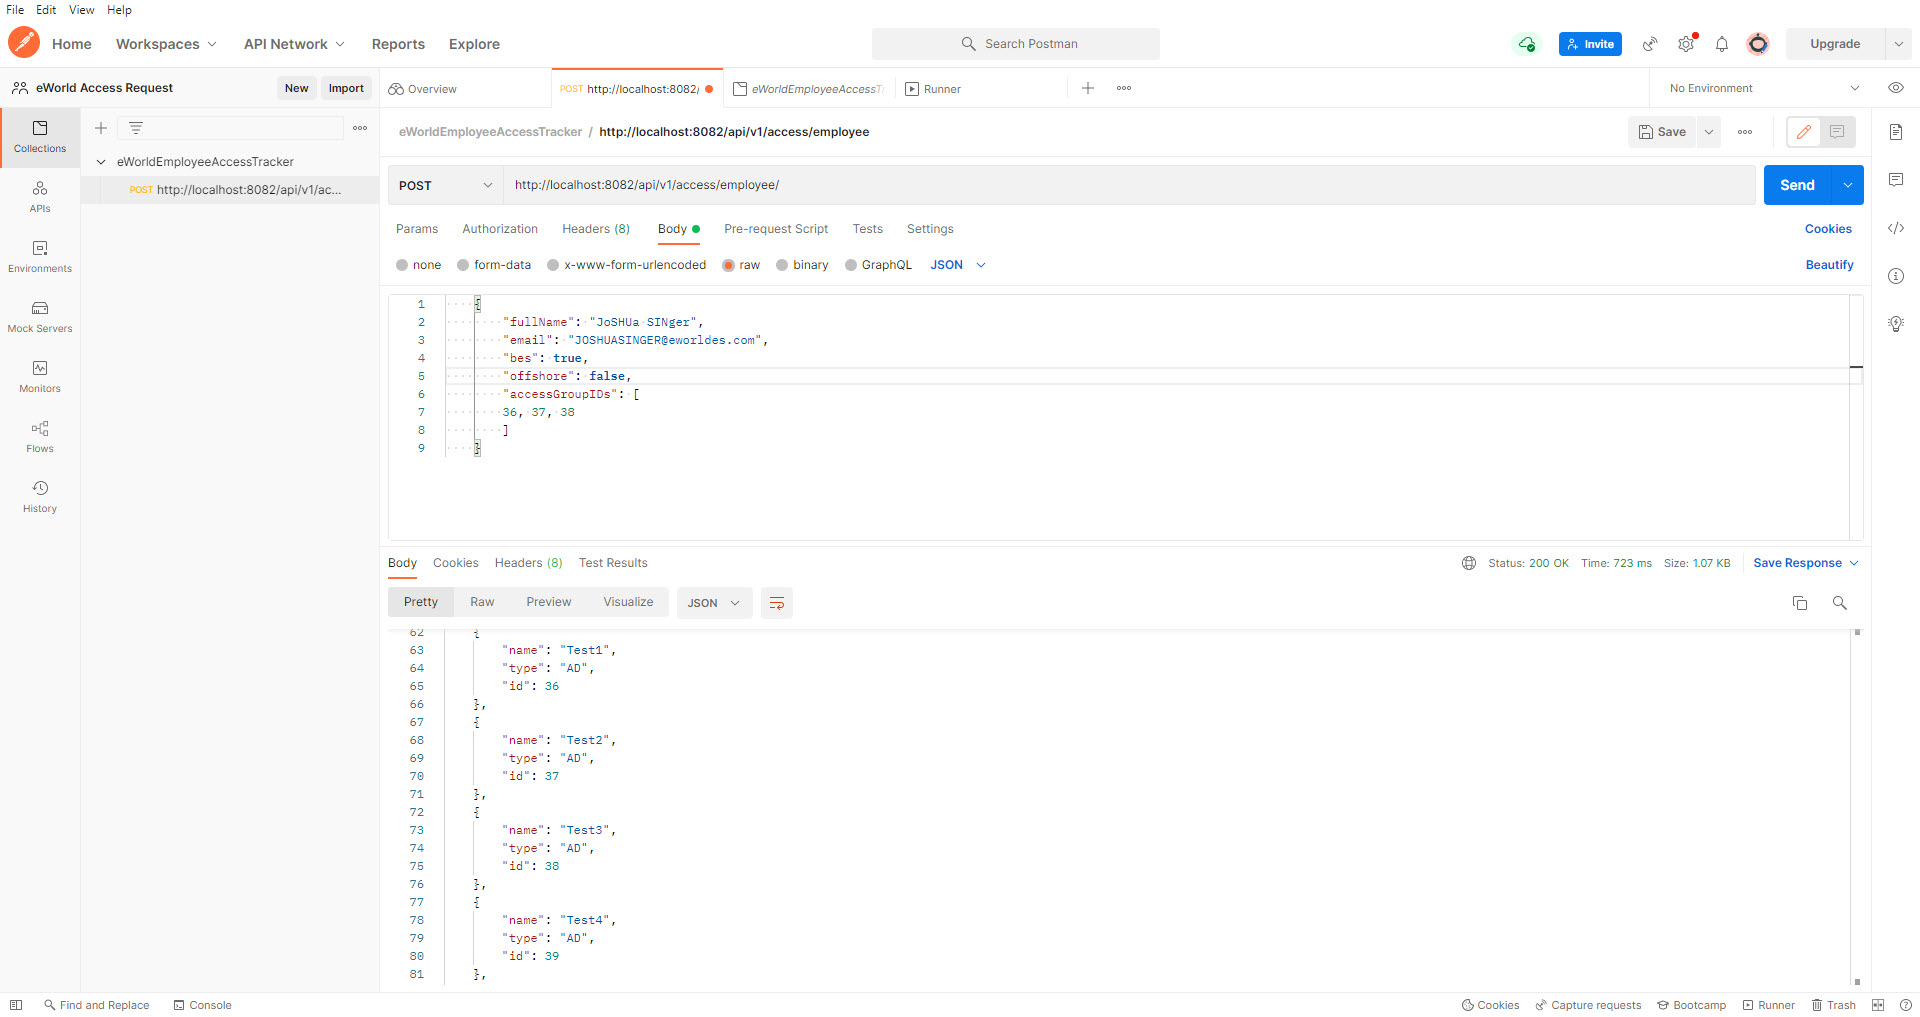 File Edit View Help
Home Workspaces API Network Reports Explore Search Postman Invite Upgrade
eWorld Access Request New Import Overview POST http://localhost:8082/ eWorldEmployeeAccessT Runner No Environment
eWorldEmployeeAccessTracker / http://localhost:8082/api/v1/access/employee Save
Collections
APIs
Environments
Mock Servers
Monitors
Flows
History
eWorldEmployeeAccessTracker
POST http://localhost:8082/api/v1/ac...
POST http://localhost:8082/api/v1/access/employee/ Send
Params Authorization Headers (8) Body Pre-request Script Tests Settings Cookies
none form-data x-www-form-urlencoded raw binary GraphQL JSON Beautify
1 {
2 "fullName": "JoSHUa SINger",
3 "email": "JOSHUASINGER@eworldes.com",
4 "bes": true,
5 "offshore": false,
6 "accessGroupIDs": [
7 36, 37, 38
8 ]
9 }
Body Cookies Headers (8) Test Results Status: 200 OK Time: 723 ms Size: 1.07 KB Save Response
Pretty Raw Preview Visualize JSON
62 {
63 "name": "Test1",
64 "type": "AD",
65 "id": 36
66 },
67 {
68 "name": "Test2",
69 "type": "AD",
70 "id": 37
71 },
72 {
73 "name": "Test3",
74 "type": "AD",
75 "id": 38
76 },
77 {
78 "name": "Test4",
79 "type": "AD",
80 "id": 39
81 },
Find and Replace Console Cookies Capture requests Bootcamp Runner Trash